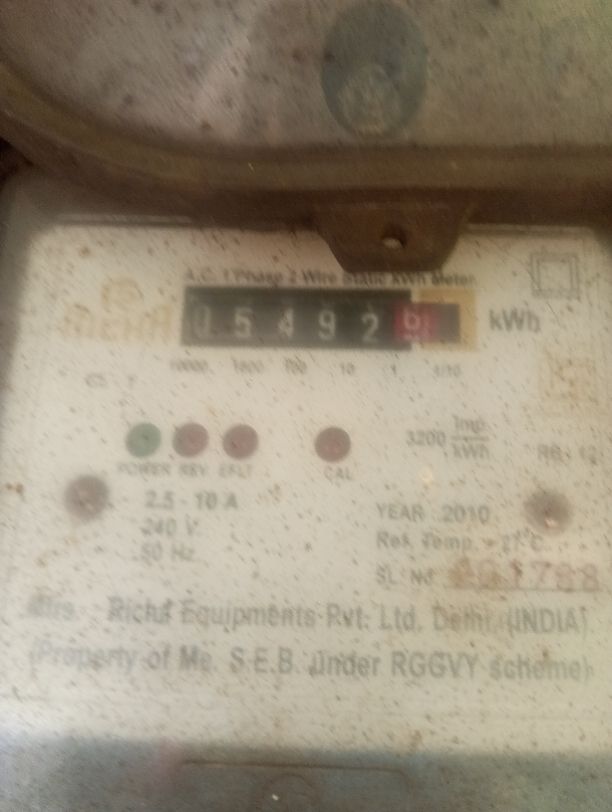 A.C. 1 Phase 2 Wire Static kWh Meter
0 5 4 9 2 6 kWh
10000 1000 100 10 1 1/10
POWER REV EFLT CAL
3200 Imp/kWh
2.5 - 10 A
240 V
50 Hz
YEAR 2010
Ref. Temp. - 27°C
SL. No.
Mfrs. Richa Equipments Pvt. Ltd. Delhi, (INDIA)
(Property of Me. S.E.B. under RGGVY scheme)